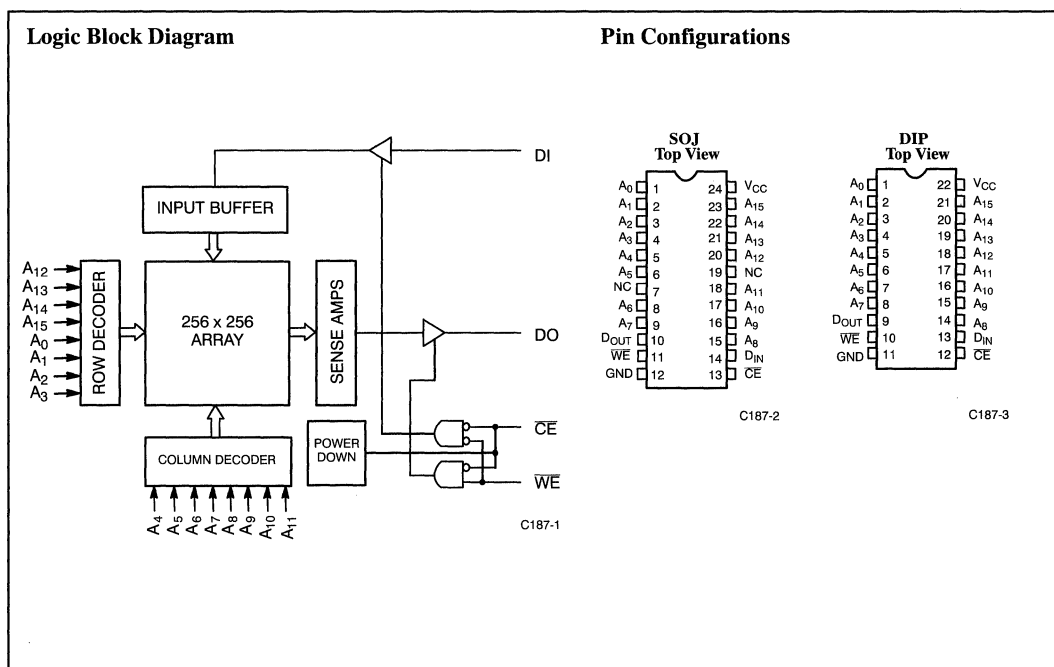 Logic Block Diagram
Pin Configurations
DI
INPUT BUFFER
A12
A13
A14
A15
A0
A1
A2
A3
ROW DECODER
256 x 256
ARRAY
SENSE AMPS
DO
COLUMN DECODER
POWER
DOWN
CE
WE
A4
A5
A6
A7
A8
A9
A10
A11
C187-1
SOJ
Top View
A0 1 24 VCC
A1 2 23 A15
A2 3 22 A14
A3 4 21 A13
A4 5 20 A12
A5 6 19 NC
NC 7 18 A11
A6 8 17 A10
A7 9 16 A9
DOUT 10 15 A8
WE 11 14 DIN
GND 12 13 CE
C187-2
DIP
Top View
A0 1 22 VCC
A1 2 21 A15
A2 3 20 A14
A3 4 19 A13
A4 5 18 A12
A5 6 17 A11
A6 7 16 A10
A7 8 15 A9
DOUT 9 14 A8
WE 10 13 DIN
GND 11 12 CE
C187-3